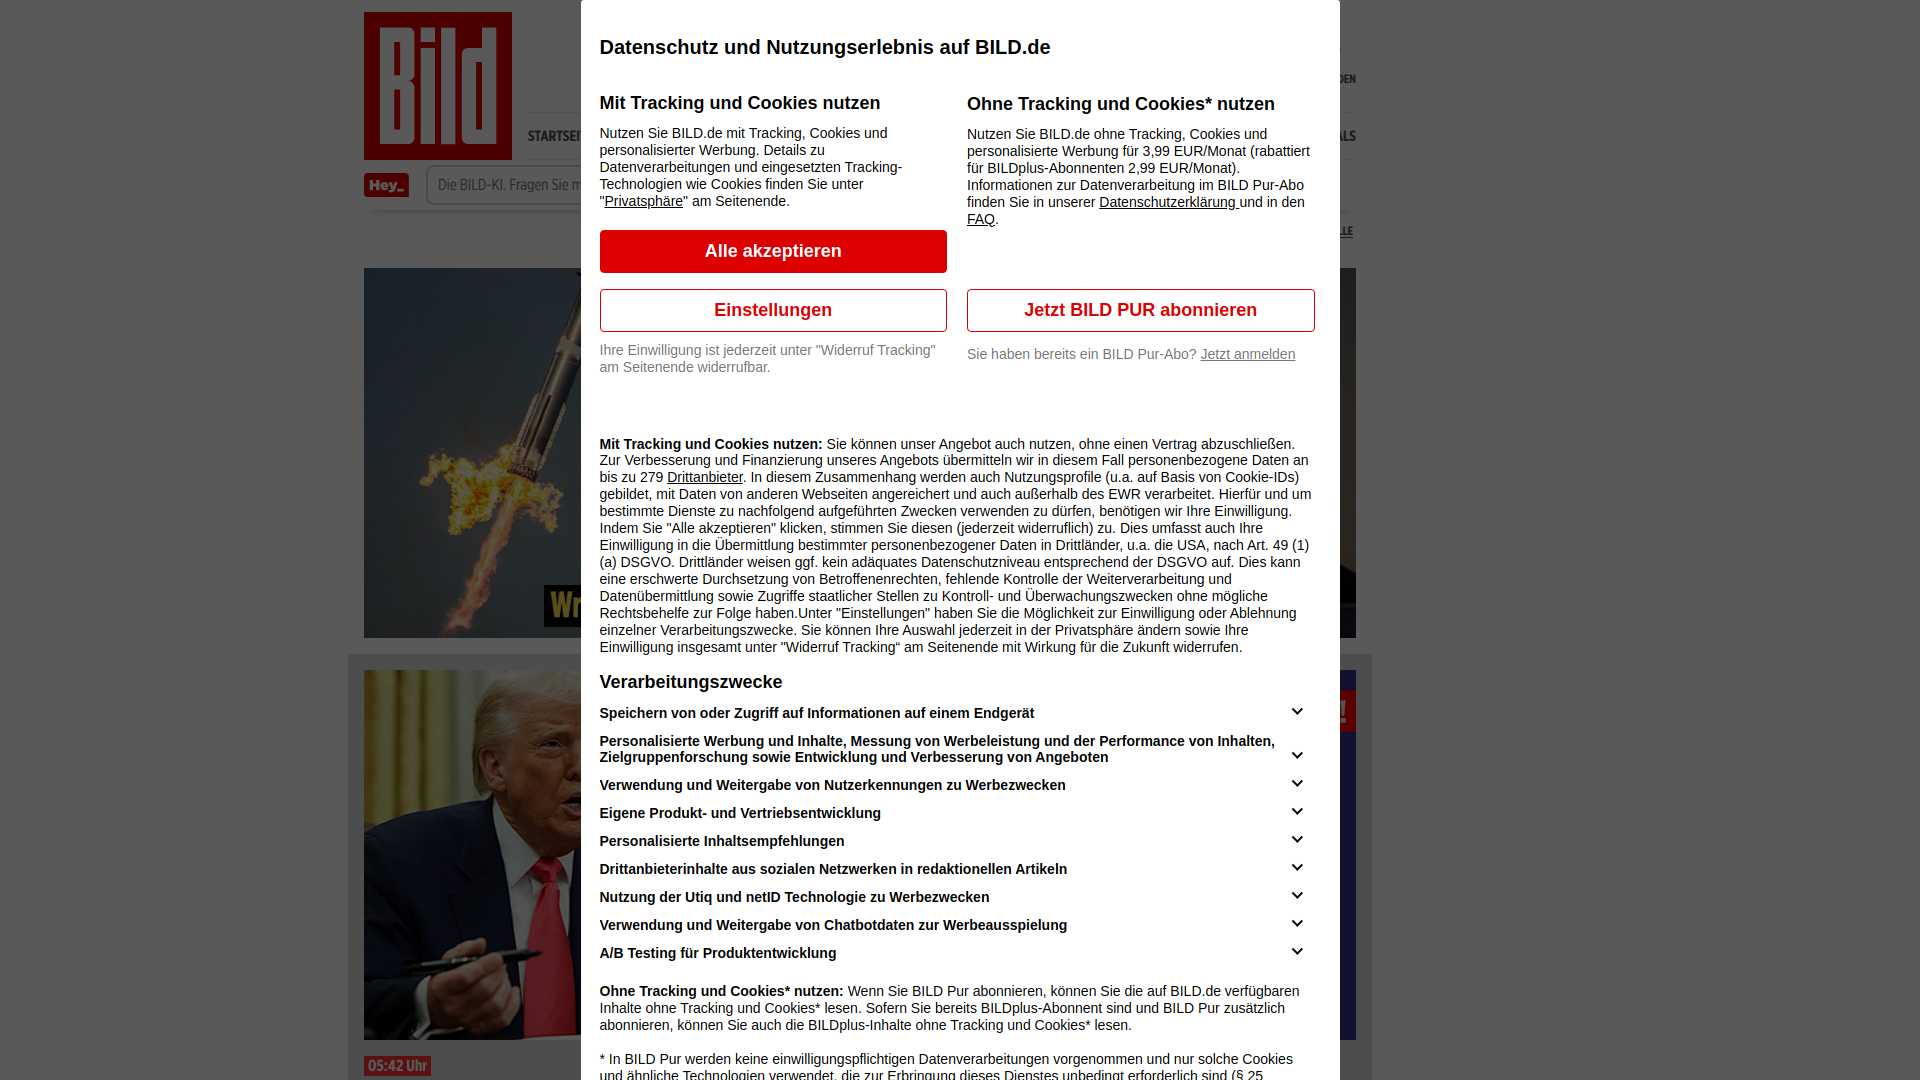 Bild
Datenschutz und Nutzungserlebnis auf BILD.de
Mit Tracking und Cookies nutzen
Nutzen Sie BILD.de mit Tracking, Cookies und
personalisierter Werbung. Details zu
Datenverarbeitungen und eingesetzten Tracking-
Technologien wie Cookies finden Sie unter
"Privatsphäre" am Seitenende.
Alle akzeptieren
Einstellungen
Ihre Einwilligung ist jederzeit unter "Widerruf Tracking"
am Seitenende widerrufbar.
Ohne Tracking und Cookies* nutzen
Nutzen Sie BILD.de ohne Tracking, Cookies und
personalisierte Werbung für 3,99 EUR/Monat (rabattiert
für BILDplus-Abonnenten 2,99 EUR/Monat).
Informationen zur Datenverarbeitung im BILD Pur-Abo
finden Sie in unserer Datenschutzerklärung und in den
FAQ.
Jetzt BILD PUR abonnieren
Sie haben bereits ein BILD Pur-Abo? Jetzt anmelden
Hey_
Die BILD-KI. Fragen Sie
Mit Tracking und Cookies nutzen: Sie können unser Angebot auch nutzen, ohne einen Vertrag abzuschließen.
Zur Verbesserung und Finanzierung unseres Angebots übermitteln wir in diesem Fall personenbezogene Daten an
bis zu 279 Drittanbieter. In diesem Zusammenhang werden auch Nutzungsprofile (u.a. auf Basis von Cookie-IDs)
gebildet, mit Daten von anderen Webseiten angereichert und auch außerhalb des EWR verarbeitet. Hierfür und um
bestimmte Dienste zu nachfolgend aufgeführten Zwecken verwenden zu dürfen, benötigen wir Ihre Einwilligung.
Indem Sie "Alle akzeptieren" klicken, stimmen Sie diesen (jederzeit widerruflich) zu. Dies umfasst auch Ihre
Einwilligung in die Übermittlung bestimmter personenbezogener Daten in Drittländer, u.a. die USA, nach Art. 49 (1)
(a) DSGVO. Drittländer weisen ggf. kein adäquates Datenschutzniveau entsprechend der DSGVO auf. Dies kann
eine erschwerte Durchsetzung von Betroffenenrechten, fehlende Kontrolle der Weiterverarbeitung und
Datenübermittlung sowie Zugriffe staatlicher Stellen zu Kontroll- und Überwachungszwecken ohne mögliche
Rechtsbehelfe zur Folge haben.Unter "Einstellungen" haben Sie die Möglichkeit zur Einwilligung oder Ablehnung
einzelner Verarbeitungszwecke. Sie können Ihre Auswahl jederzeit in der Privatsphäre ändern sowie Ihre
Einwilligung insgesamt unter "Widerruf Tracking“ am Seitenende mit Wirkung für die Zukunft widerrufen.
Verarbeitungszwecke
Speichern von oder Zugriff auf Informationen auf einem Endgerät
Personalisierte Werbung und Inhalte, Messung von Werbeleistung und der Performance von Inhalten,
Zielgruppenforschung sowie Entwicklung und Verbesserung von Angeboten
Verwendung und Weitergabe von Nutzerkennungen zu Werbezwecken
Eigene Produkt- und Vertriebsentwicklung
Personalisierte Inhaltsempfehlungen
Drittanbieterinhalte aus sozialen Netzwerken in redaktionellen Artikeln
Nutzung der Utiq und netID Technologie zu Werbezwecken
Verwendung und Weitergabe von Chatbotdaten zur Werbeausspielung
A/B Testing für Produktentwicklung
Ohne Tracking und Cookies* nutzen: Wenn Sie BILD Pur abonnieren, können Sie die auf BILD.de verfügbaren
Inhalte ohne Tracking und Cookies* lesen. Sofern Sie bereits BILDplus-Abonnent sind und BILD Pur zusätzlich
abonnieren, können Sie auch die BILDplus-Inhalte ohne Tracking und Cookies* lesen.
* In BILD Pur werden keine einwilligungspflichtigen Datenverarbeitungen vorgenommen und nur solche Cookies
und ähnliche Technologien verwendet, die zur Erbringung dieses Dienstes unbedingt erforderlich sind (§ 25
05:42 Uhr